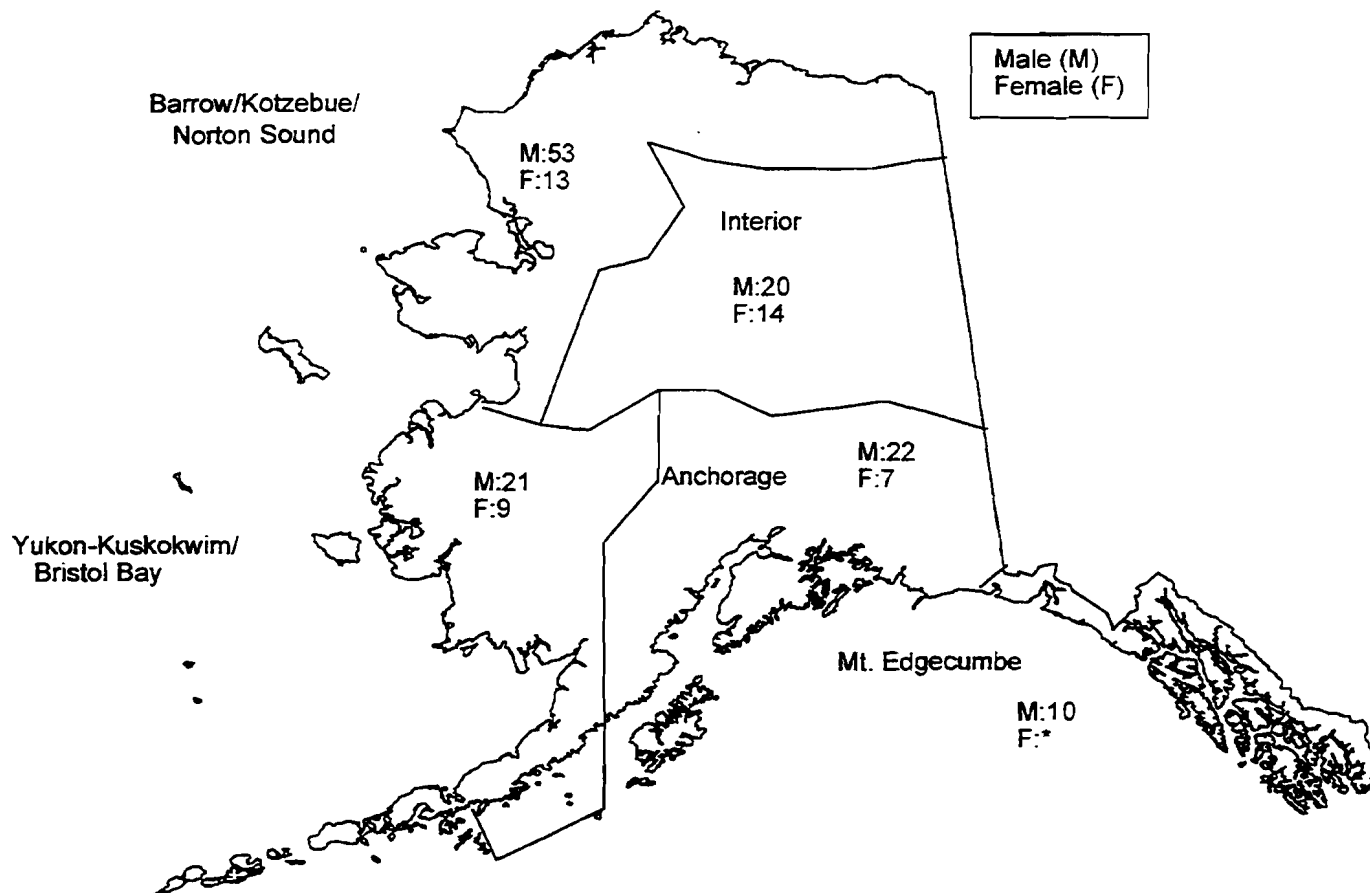 Male (M)
Female (F)
Barrow/Kotzebue/
Norton Sound
M:53
F:13
Interior
M:20
F:14
M:22
F:7
Anchorage
M:21
F:9
Yukon-Kuskokwim/
Bristol Bay
Mt. Edgecumbe
M:10
F:*